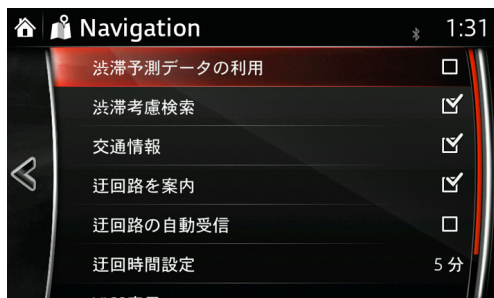 Navigation 1:31
渋滞予測データの利用
渋滞考慮検索
交通情報
迂回路を案内
迂回路の自動受信
迂回時間設定 5 分